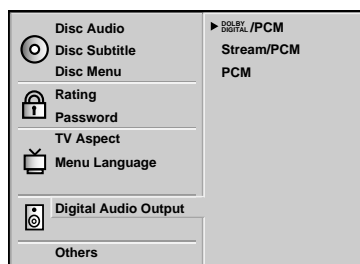 Disc Audio
Disc Subtitle
Disc Menu
Rating
Password
TV Aspect
Menu Language
Digital Audio Output
Others
DOLBY DIGITAL /PCM
Stream/PCM
PCM